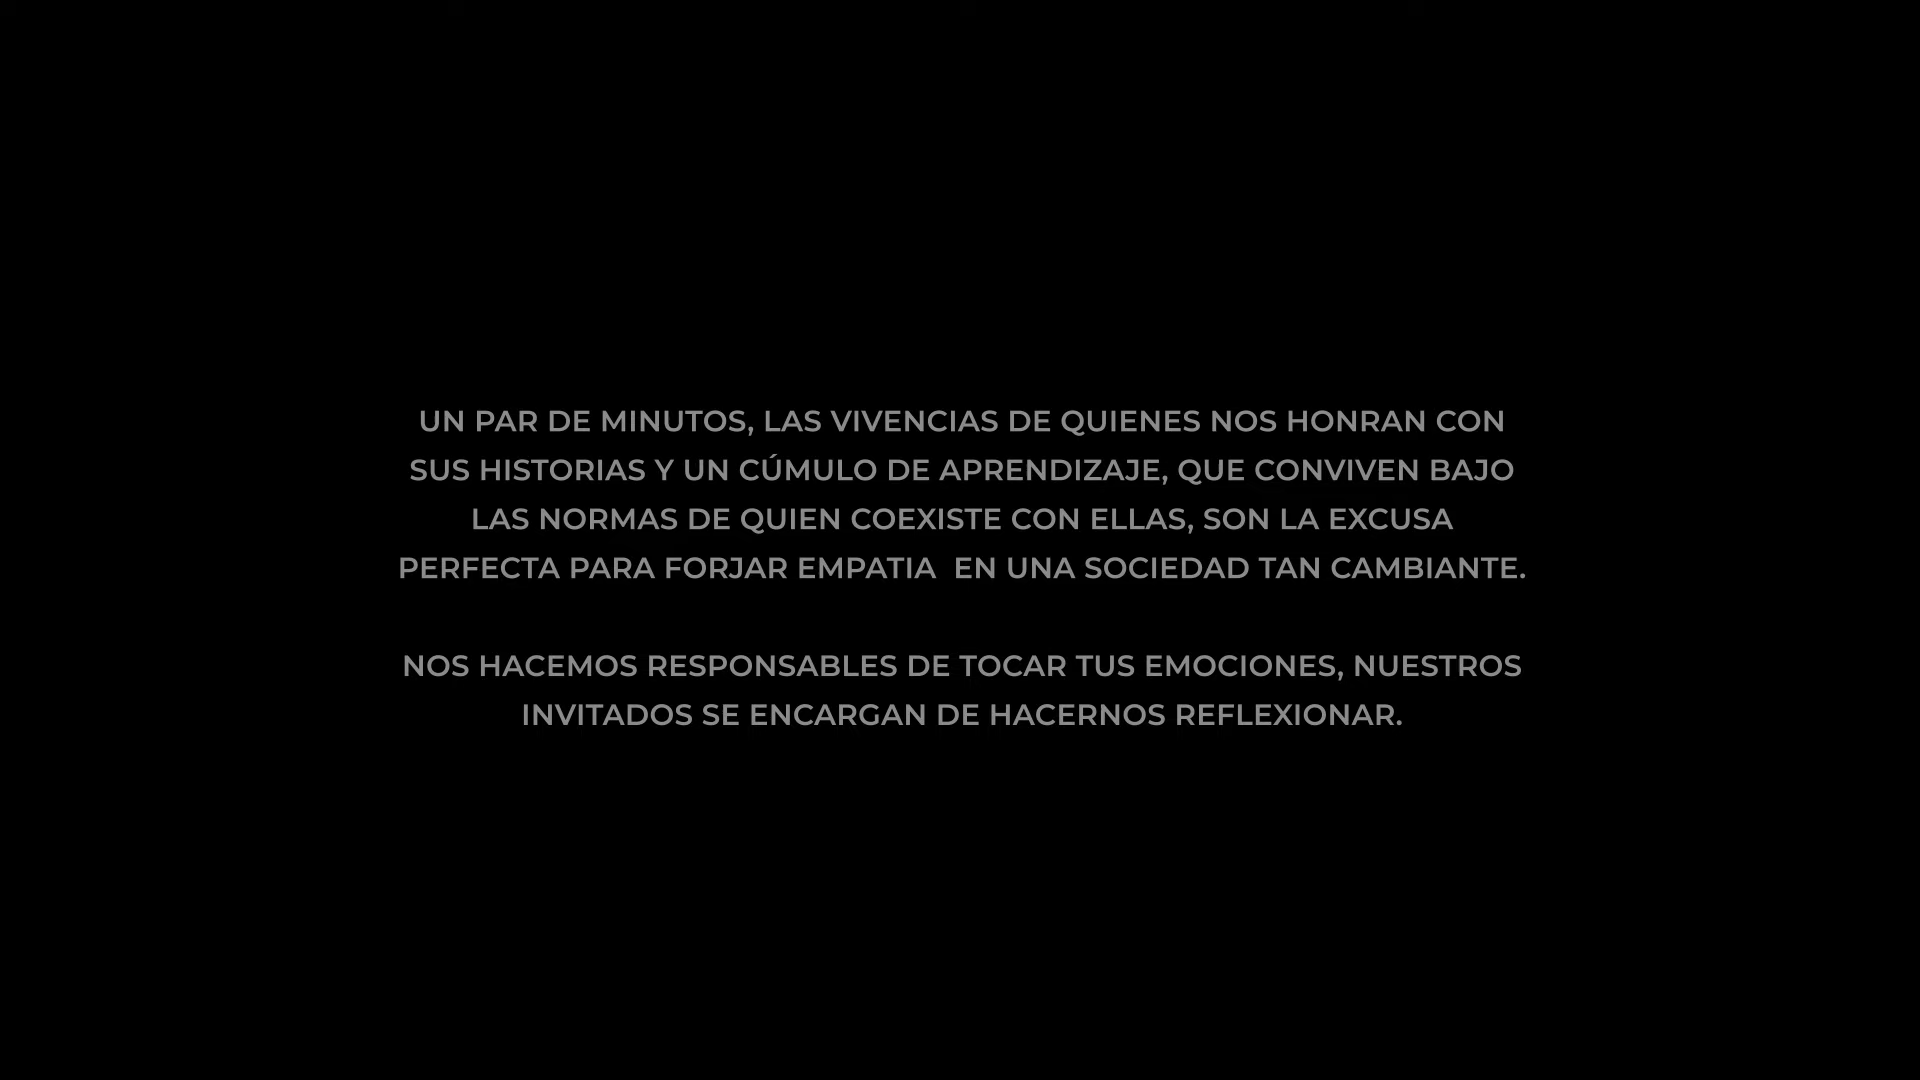 UN PAR DE MINUTOS, LAS VIVENCIAS DE QUIENES NOS HONRAN CON
SUS HISTORIAS Y UN CÚMULO DE APRENDIZAJE, QUE CONVIVEN BAJO
LAS NORMAS DE QUIEN COEXISTE CON ELLAS, SON LA EXCUSA
PERFECTA PARA FORJAR EMPATIA  EN UNA SOCIEDAD TAN CAMBIANTE.
NOS HACEMOS RESPONSABLES DE TOCAR TUS EMOCIONES, NUESTROS
INVITADOS SE ENCARGAN DE HACERNOS REFLEXIONAR.